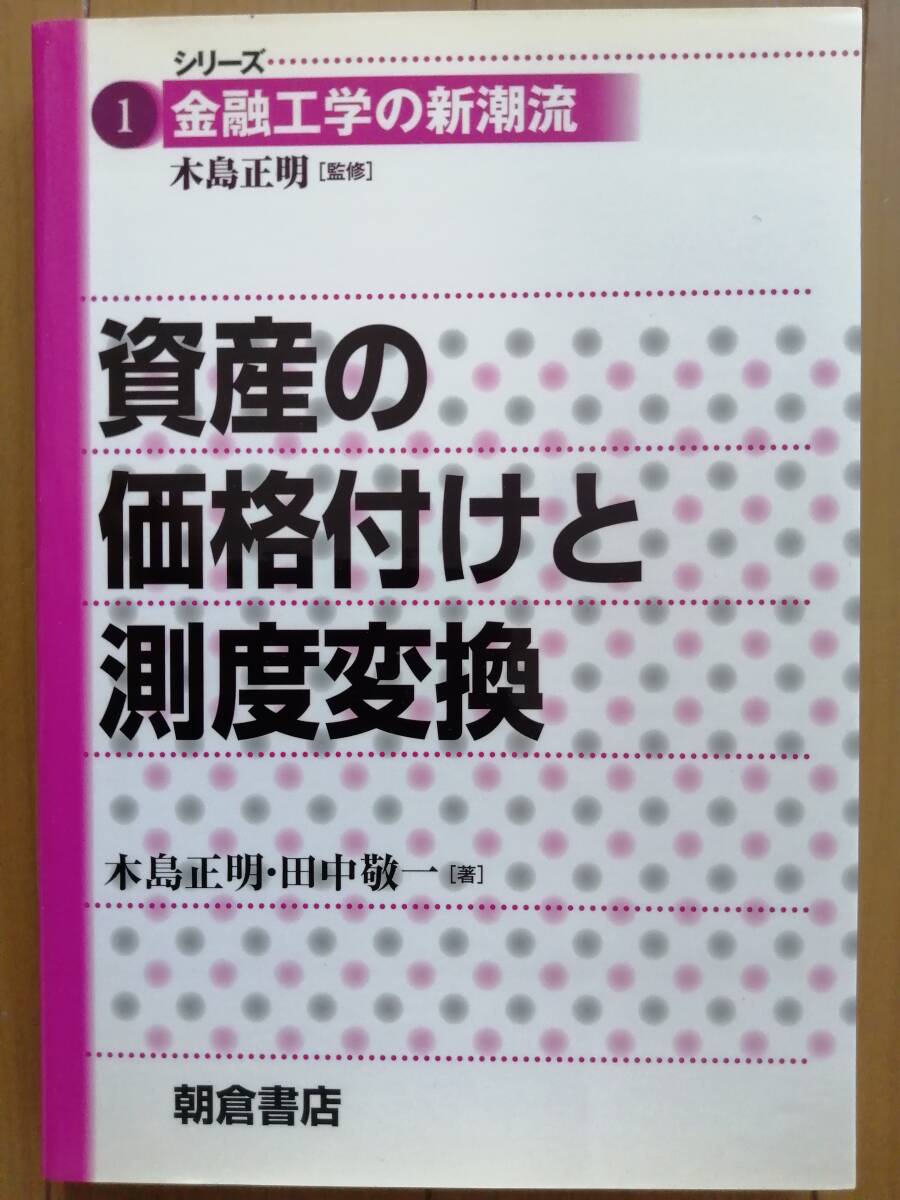 シリーズ
1 金融工学の新潮流
木島正明[監修]
資産の
価格付けと
測度変換
木島正明・田中敬一[著]
朝倉書店